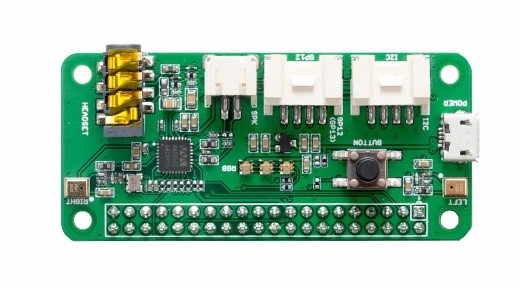 GP12
I2C
POWER
HEADSET
SPK
GP12
(GP13)
I2C
BUTTON
RGB
RIGHT
LEFT